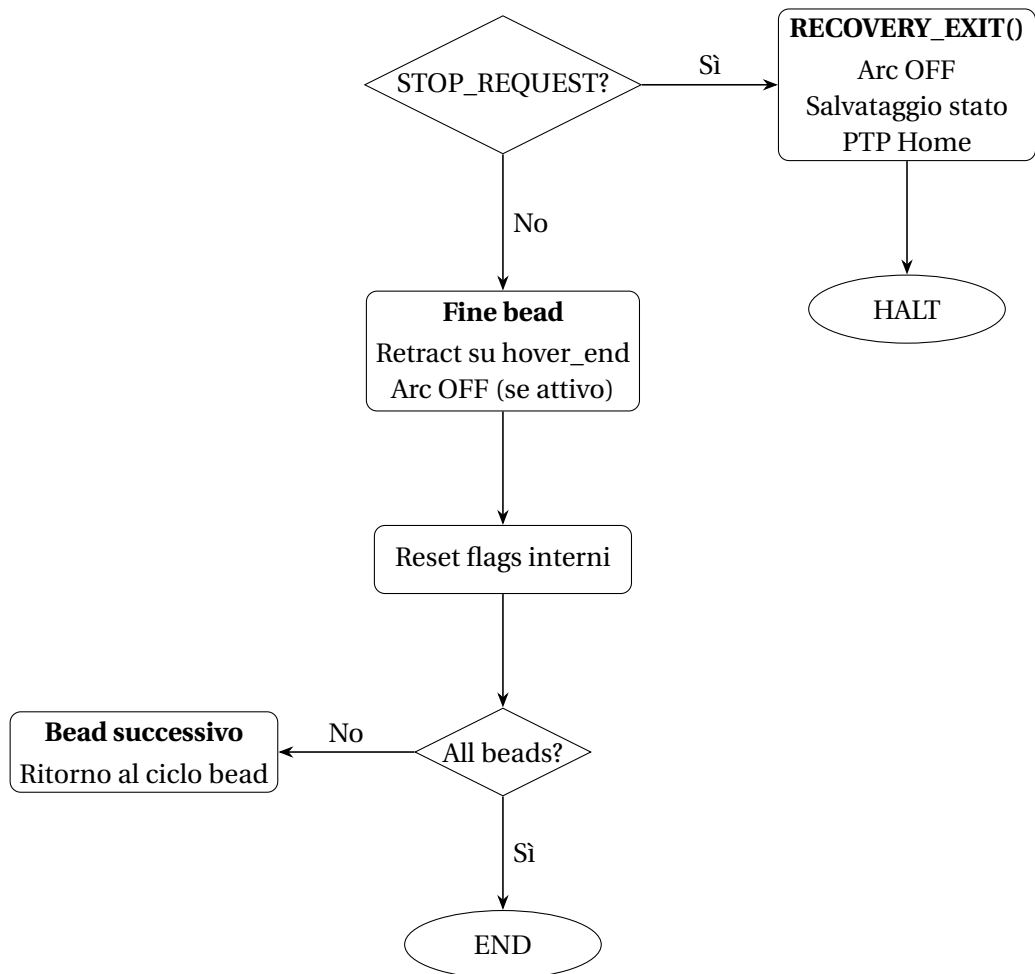 STOP_REQUEST?
Sì
RECOVERY_EXIT()
Arc OFF
Salvataggio stato
PTP Home
No
HALT
Fine bead
Retract su hover_end
Arc OFF (se attivo)
Reset flags interni
All beads?
No
Bead successivo
Ritorno al ciclo bead
Sì
END